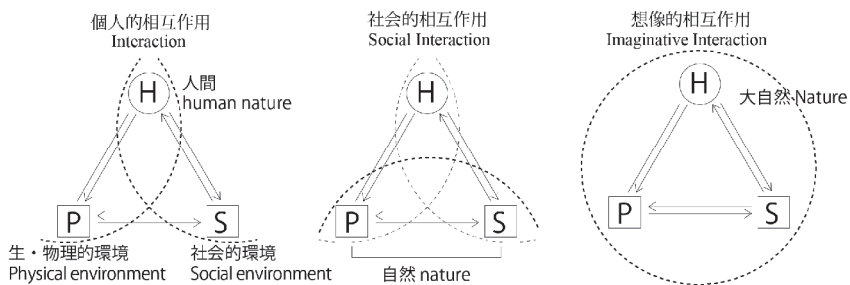 個人的相互作用
Interaction
H
人間
human nature
P
S
生・物理的環境
Physical environment
社会的環境
Social environment
社会的相互作用
Social Interaction
H
P
S
自然 nature
想像的相互作用
Imaginative Interaction
H
大自然 Nature
P
S